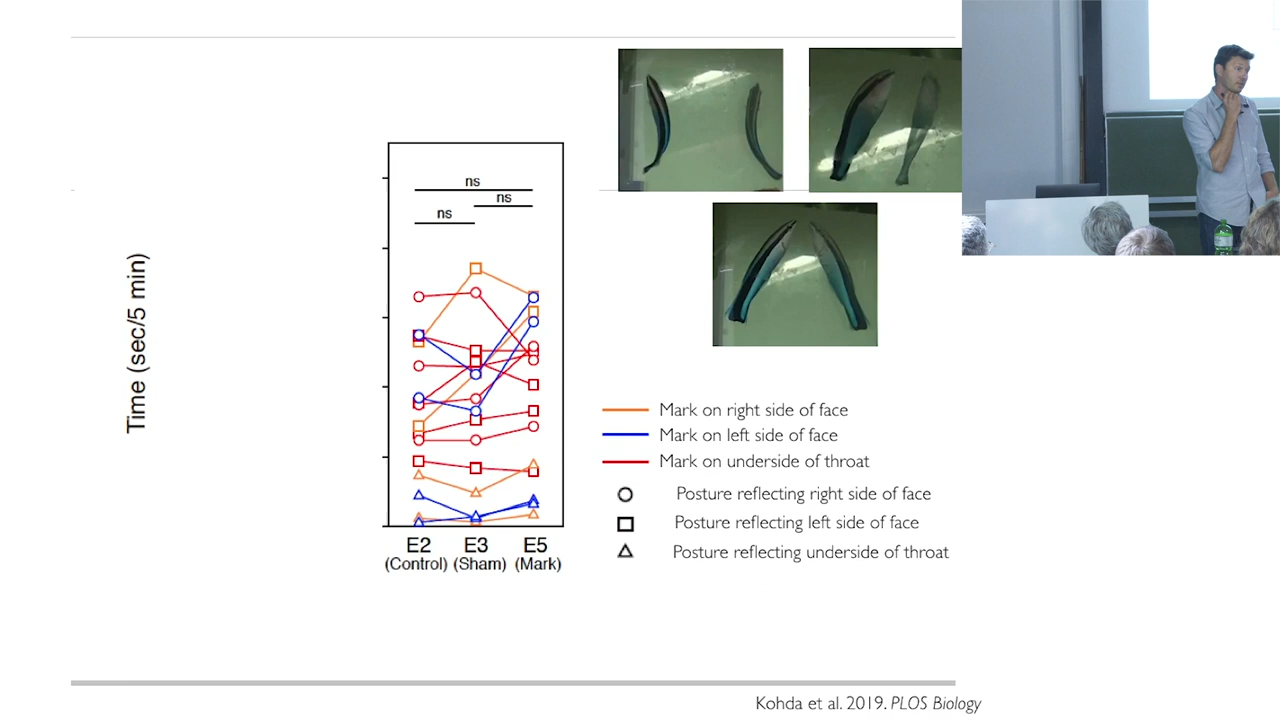 Time (sec/5 min)
ns
ns
ns
E2 E3 E5
(Control) (Sham) (Mark)
Mark on right side of face
Mark on left side of face
Mark on underside of throat
Posture reflecting right side of face
Posture reflecting left side of face
Posture reflecting underside of throat
Kohda et al. 2019. PLOS Biology